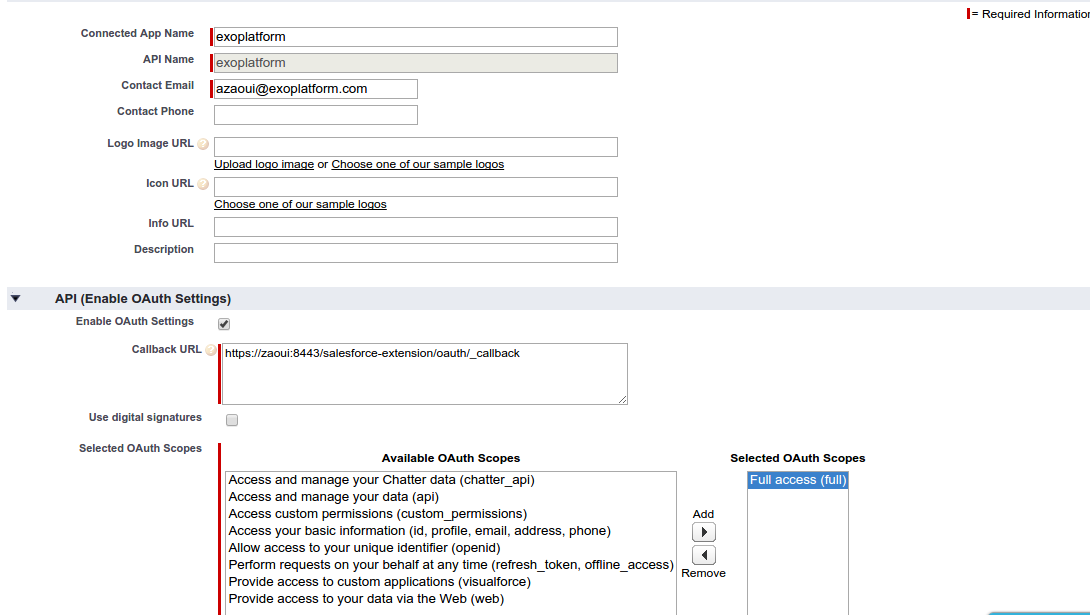 = Required Information
Connected App Name exoplatform
API Name exoplatform
Contact Email azaoui@exoplatform.com
Contact Phone
Logo Image URL ?
Upload logo image or Choose one of our sample logos
Icon URL ?
Choose one of our sample logos
Info URL
Description
API (Enable OAuth Settings)
Enable OAuth Settings
Callback URL ? https://zaoui:8443/salesforce-extension/oauth/_callback
Use digital signatures
Selected OAuth Scopes
Available OAuth Scopes Selected OAuth Scopes
Access and manage your Chatter data (chatter_api) Full access (full)
Access and manage your data (api)
Access custom permissions (custom_permissions)
Add
Access your basic information (id, profile, email, address, phone)
Allow access to your unique identifier (openid)
Perform requests on your behalf at any time (refresh_token, offline_access)
Remove
Provide access to custom applications (visualforce)
Provide access to your data via the Web (web)